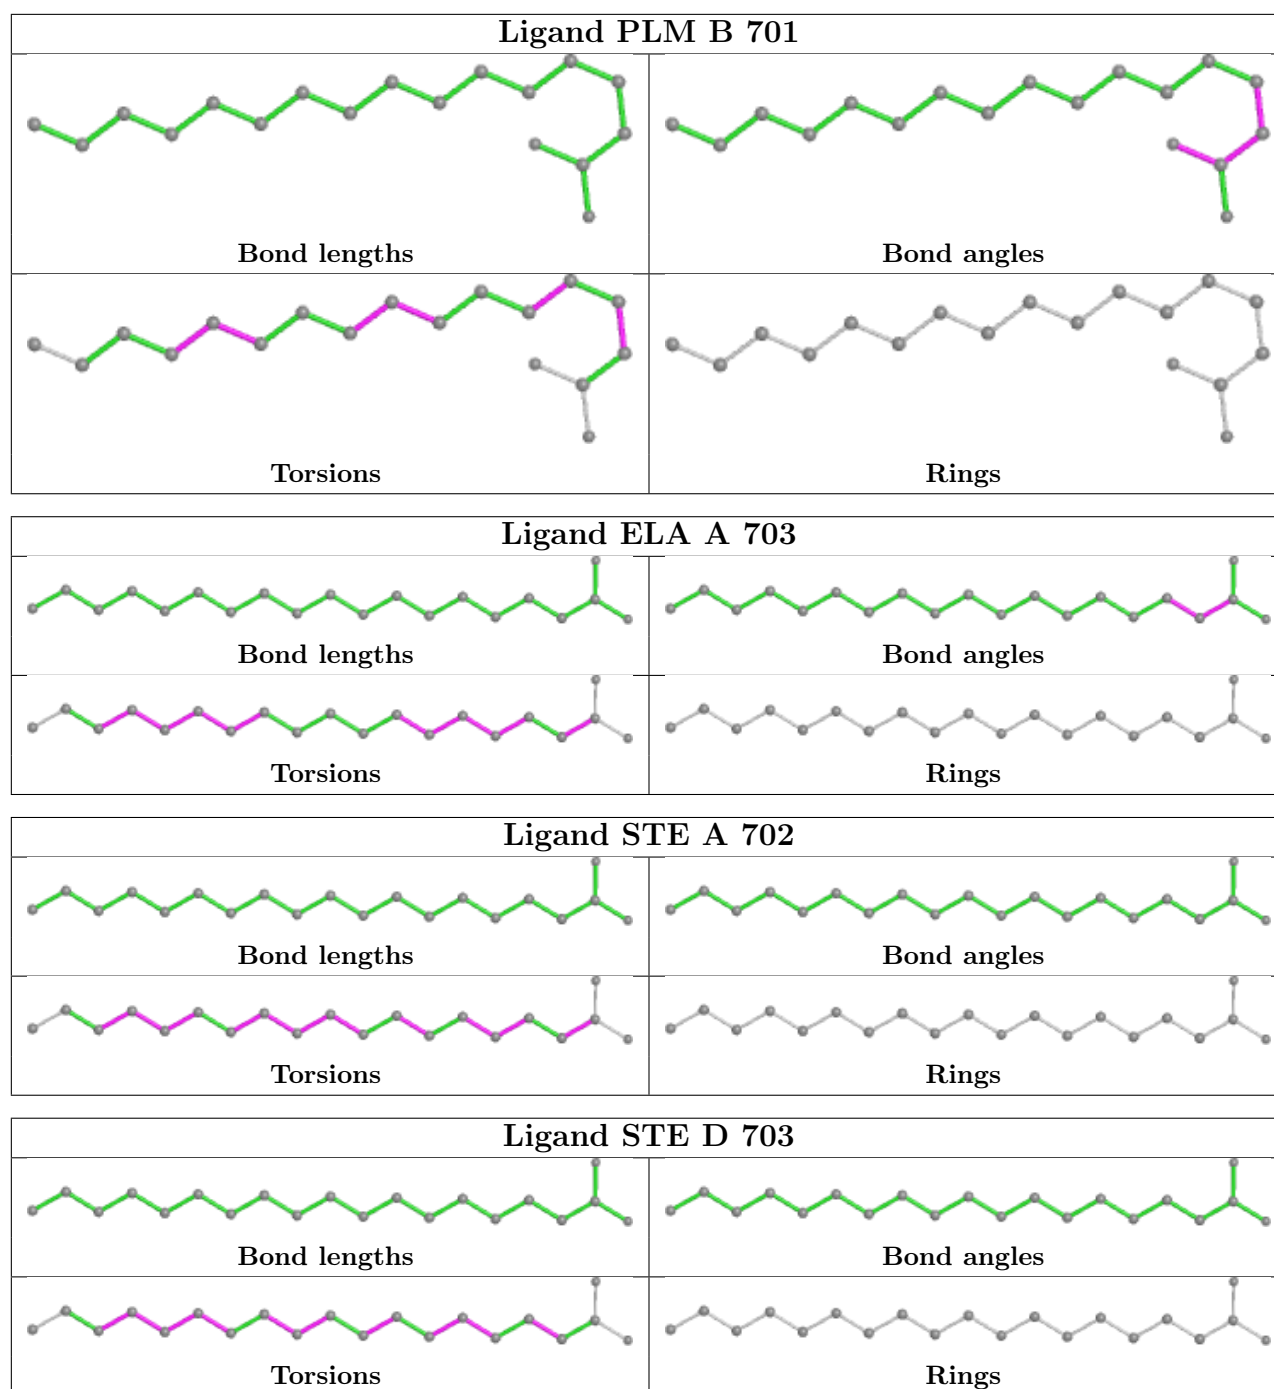 Ligand PLM B 701
Bond lengths
Bond angles
Torsions
Rings
Ligand ELA A 703
Bond lengths
Bond angles
Torsions
Rings
Ligand STE A 702
Bond lengths
Bond angles
Torsions
Rings
Ligand STE D 703
Bond lengths
Bond angles
Torsions
Rings